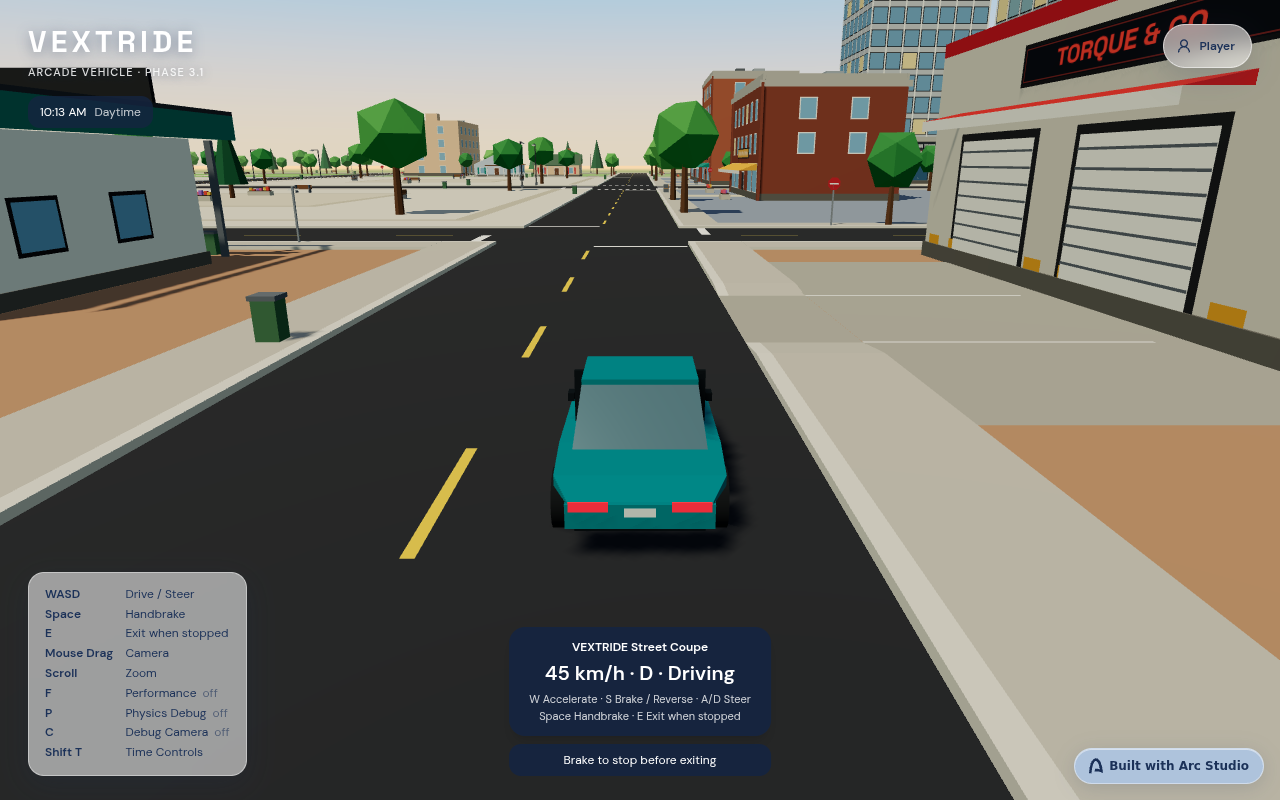 VEXTRIDE
ARCADE VEHICLE · PHASE 3.1
10:13 AM Daytime
TORQUE & CO
Player
WASD Drive / Steer
Space Handbrake
E Exit when stopped
Mouse Drag Camera
Scroll Zoom
F Performance off
P Physics Debug off
C Debug Camera off
Shift T Time Controls
VEXTRIDE Street Coupe
45 km/h · D · Driving
W Accelerate · S Brake / Reverse · A/D Steer
Space Handbrake · E Exit when stopped
Brake to stop before exiting
Built with Arc Studio